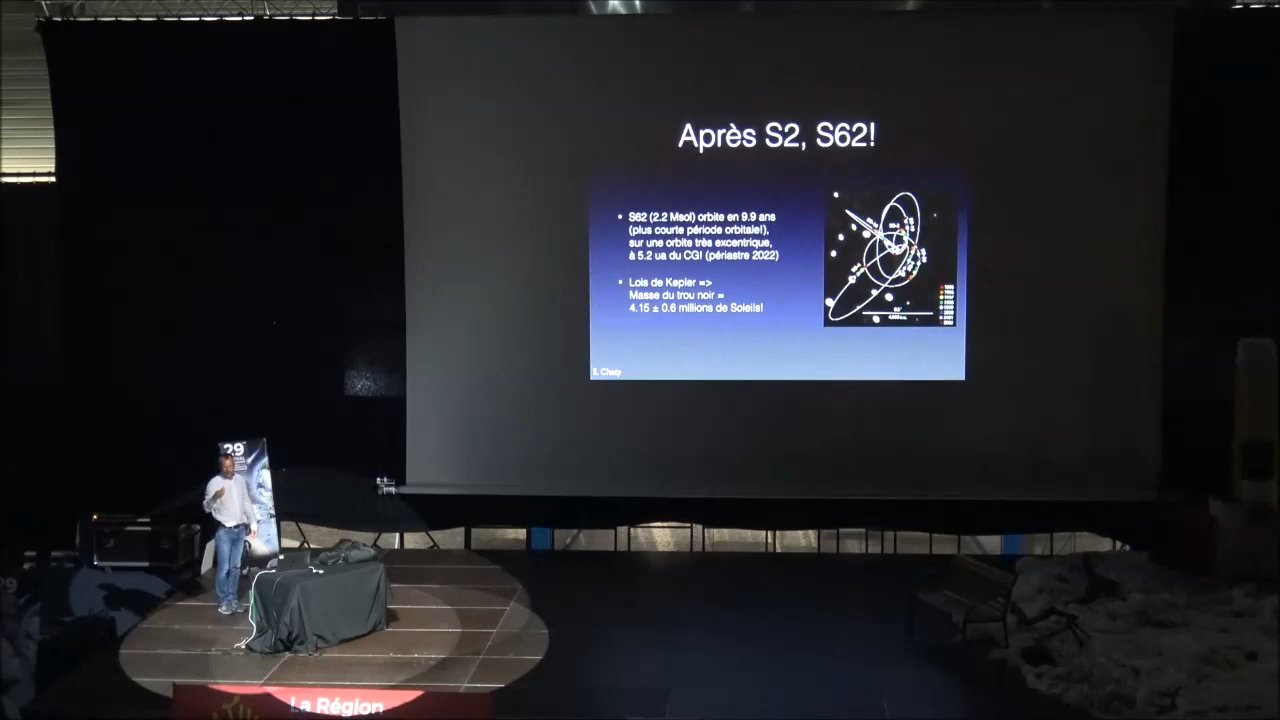 Après S2, S62!
• S62 (2.2 Msol) orbite en 9.9 ans
(plus courte période orbitale!),
sur une orbite très excentrique,
à 5.2 ua du CG! (périastre 2022)
• Lois de Kepler =>
Masse du trou noir =
4.15 ± 0.6 millions de Soleils!
S. Chaty
29
La Région